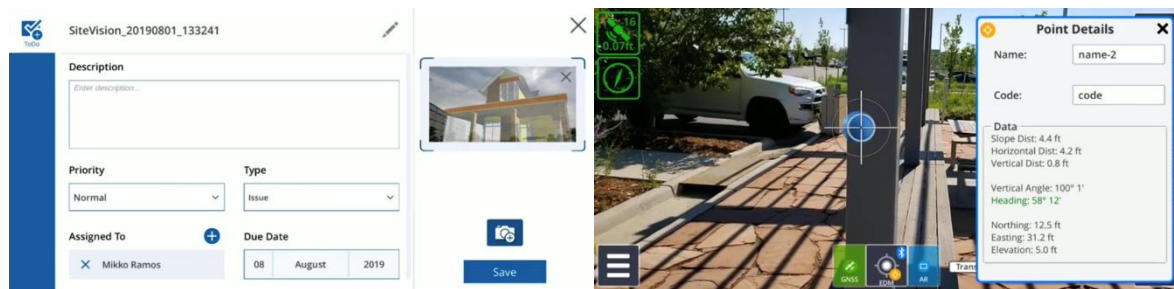 SiteVision_20190801_133241
ToDo
Description
Enter description...
Priority
Type
Normal
Issue
Assigned To
Due Date
Mikko Ramos
08 August 2019
Save
16
0.07ft
GNSS
EDM
AR
Trans
Point Details
Name: name-2
Code: code
Data
Slope Dist: 4.4 ft
Horizontal Dist: 4.2 ft
Vertical Dist: 0.8 ft
Vertical Angle: 100° 1'
Heading: 58° 12'
Northing: 12.5 ft
Easting: 31.2 ft
Elevation: 5.0 ft